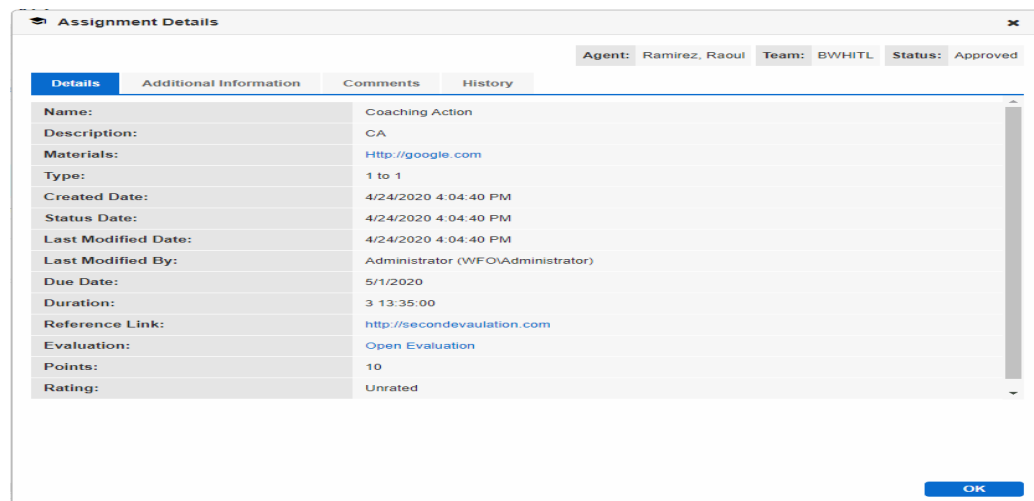 Assignment Details
Agent: Ramirez, Raoul Team: BWHITL Status: Approved
Details Additional Information Comments History
Name: Coaching Action
Description: CA
Materials: Http://google.com
Type: 1 to 1
Created Date: 4/24/2020 4:04:40 PM
Status Date: 4/24/2020 4:04:40 PM
Last Modified Date: 4/24/2020 4:04:40 PM
Last Modified By: Administrator (WFO\Administrator)
Due Date: 5/1/2020
Duration: 3 13:35:00
Reference Link: http://secondevaulation.com
Evaluation: Open Evaluation
Points: 10
Rating: Unrated
OK